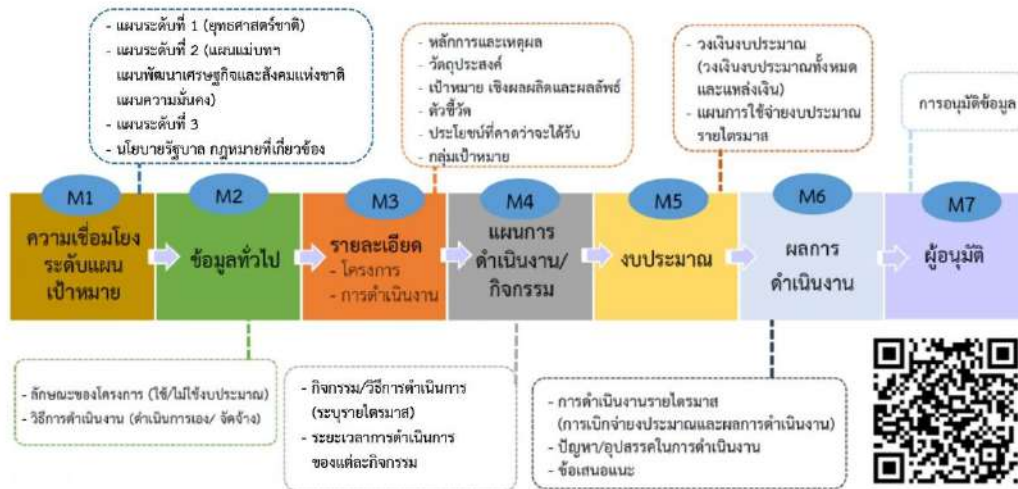 - แผนระดับที่ 1 (ยุทธศาสตร์ชาติ)
- แผนระดับที่ 2 (แผนแม่บทฯ
แผนพัฒนาเศรษฐกิจและสังคมแห่งชาติ
แผนความมั่นคง)
- แผนระดับที่ 3
- นโยบายรัฐบาล กฎหมายที่เกี่ยวข้อง
- หลักการและเหตุผล
- วัตถุประสงค์
- เป้าหมาย เชิงผลผลิตและผลลัพธ์
- ตัวชี้วัด
- ประโยชน์ที่คาดว่าจะได้รับ
- กลุ่มเป้าหมาย
- วงเงินงบประมาณ
(วงเงินงบประมาณทั้งหมด
และแหล่งเงิน)
- แผนการใช้จ่ายงบประมาณ
รายไตรมาส
การอนุมัติข้อมูล
M1
ความเชื่อมโยง
ระดับแผน
เป้าหมาย
M2
ข้อมูลทั่วไป
M3
รายละเอียด
- โครงการ
- การดำเนินงาน
M4
แผนการ
ดำเนินงาน/
กิจกรรม
M5
งบประมาณ
M6
ผลการ
ดำเนินงาน
M7
ผู้อนุมัติ
- ลักษณะของโครงการ (ใช้/ไม่ใช้งบประมาณ)
- วิธีการดำเนินงาน (ดำเนินการเอง/ จัดจ้าง)
- กิจกรรม/วิธีการดำเนินการ
(ระบุรายไตรมาส)
- ระยะเวลาการดำเนินการ
ของแต่ละกิจกรรม
- การดำเนินงานรายไตรมาส
(การเบิกจ่ายงบประมาณและผลการดำเนินงาน)
- ปัญหา/อุปสรรคในการดำเนินงาน
- ข้อเสนอแนะ